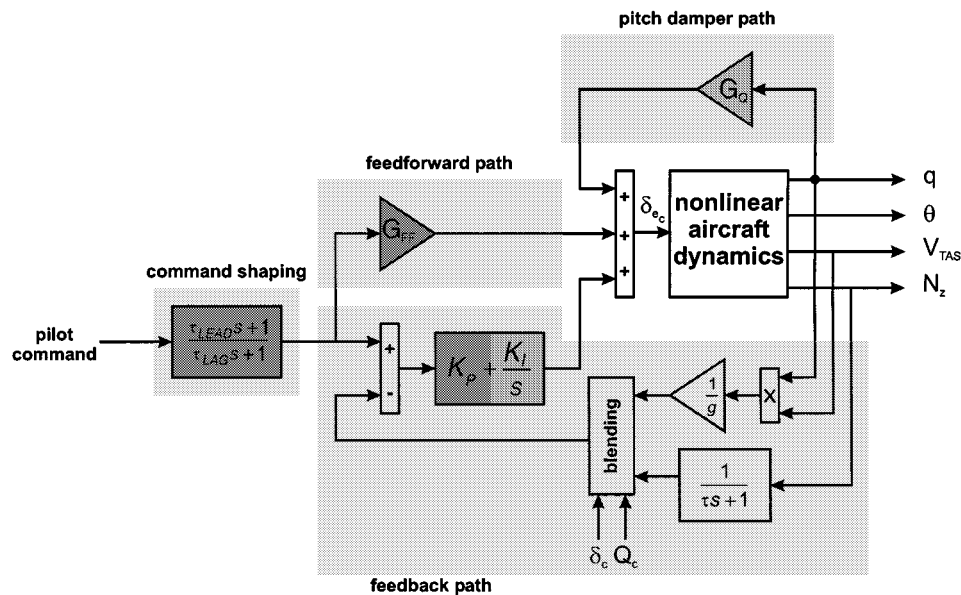 pitch damper path
G_Q
feedforward path
G_FF
q
θ
V_TAS
N_z
δ_e_c
+
+
+
nonlinear
aircraft
dynamics
command shaping
pilot
command
τ_LEAD s + 1
τ_LAG s + 1
+
-
K_P + K_I
s
blending
1
g
X
1
τs + 1
δ_c Q_c
feedback path